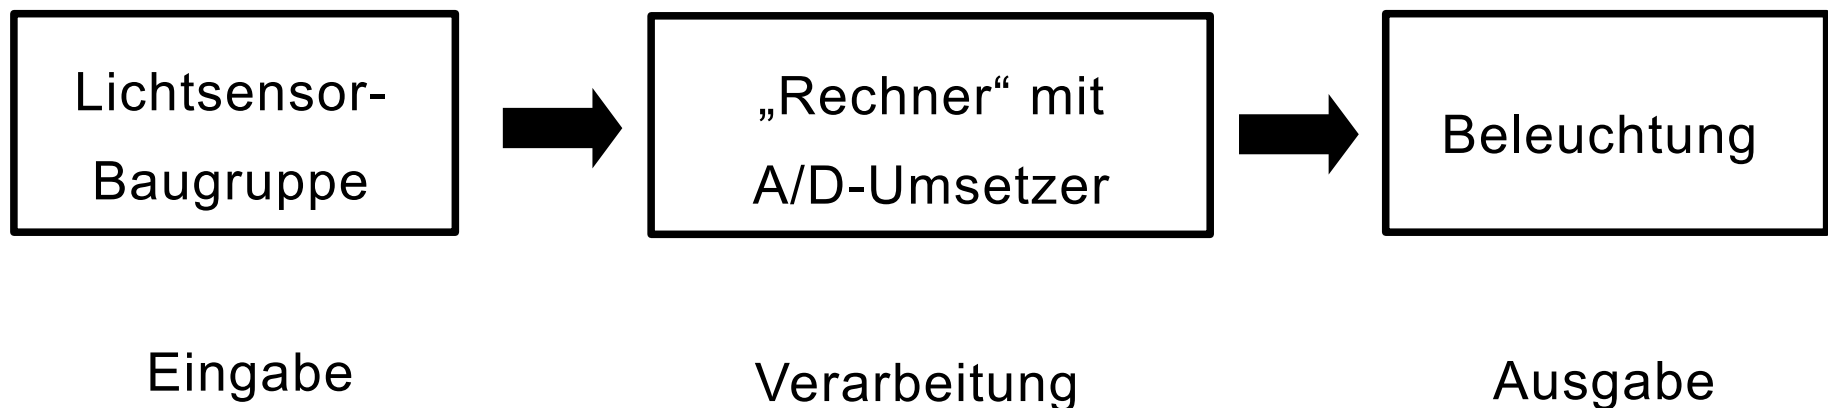 Lichtsensor-
Baugruppe
„Rechner“ mit
A/D-Umsetzer
Beleuchtung
Eingabe
Verarbeitung
Ausgabe